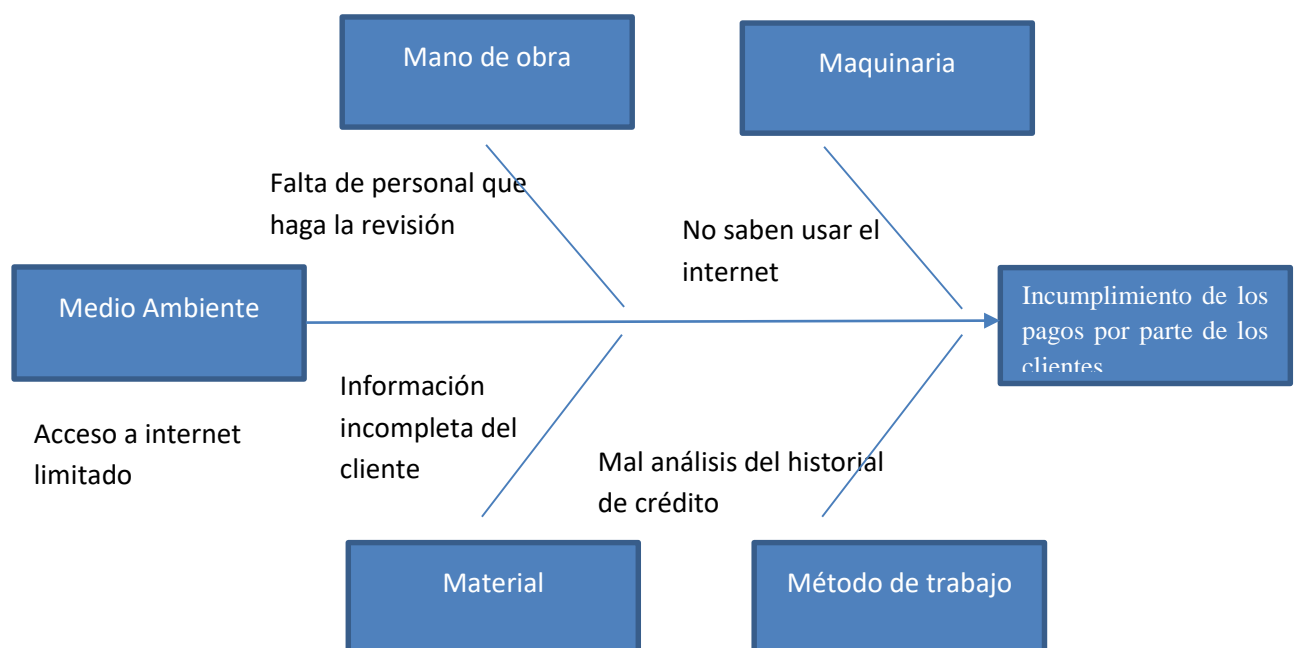 Mano de obra
Maquinaria
Falta de personal que
haga la revisión
No saben usar el
internet
Medio Ambiente
Incumplimiento de los
pagos por parte de los
clientes
Información
incompleta del
cliente
Acceso a internet
limitado
Mal análisis del historial
de crédito
Material
Método de trabajo